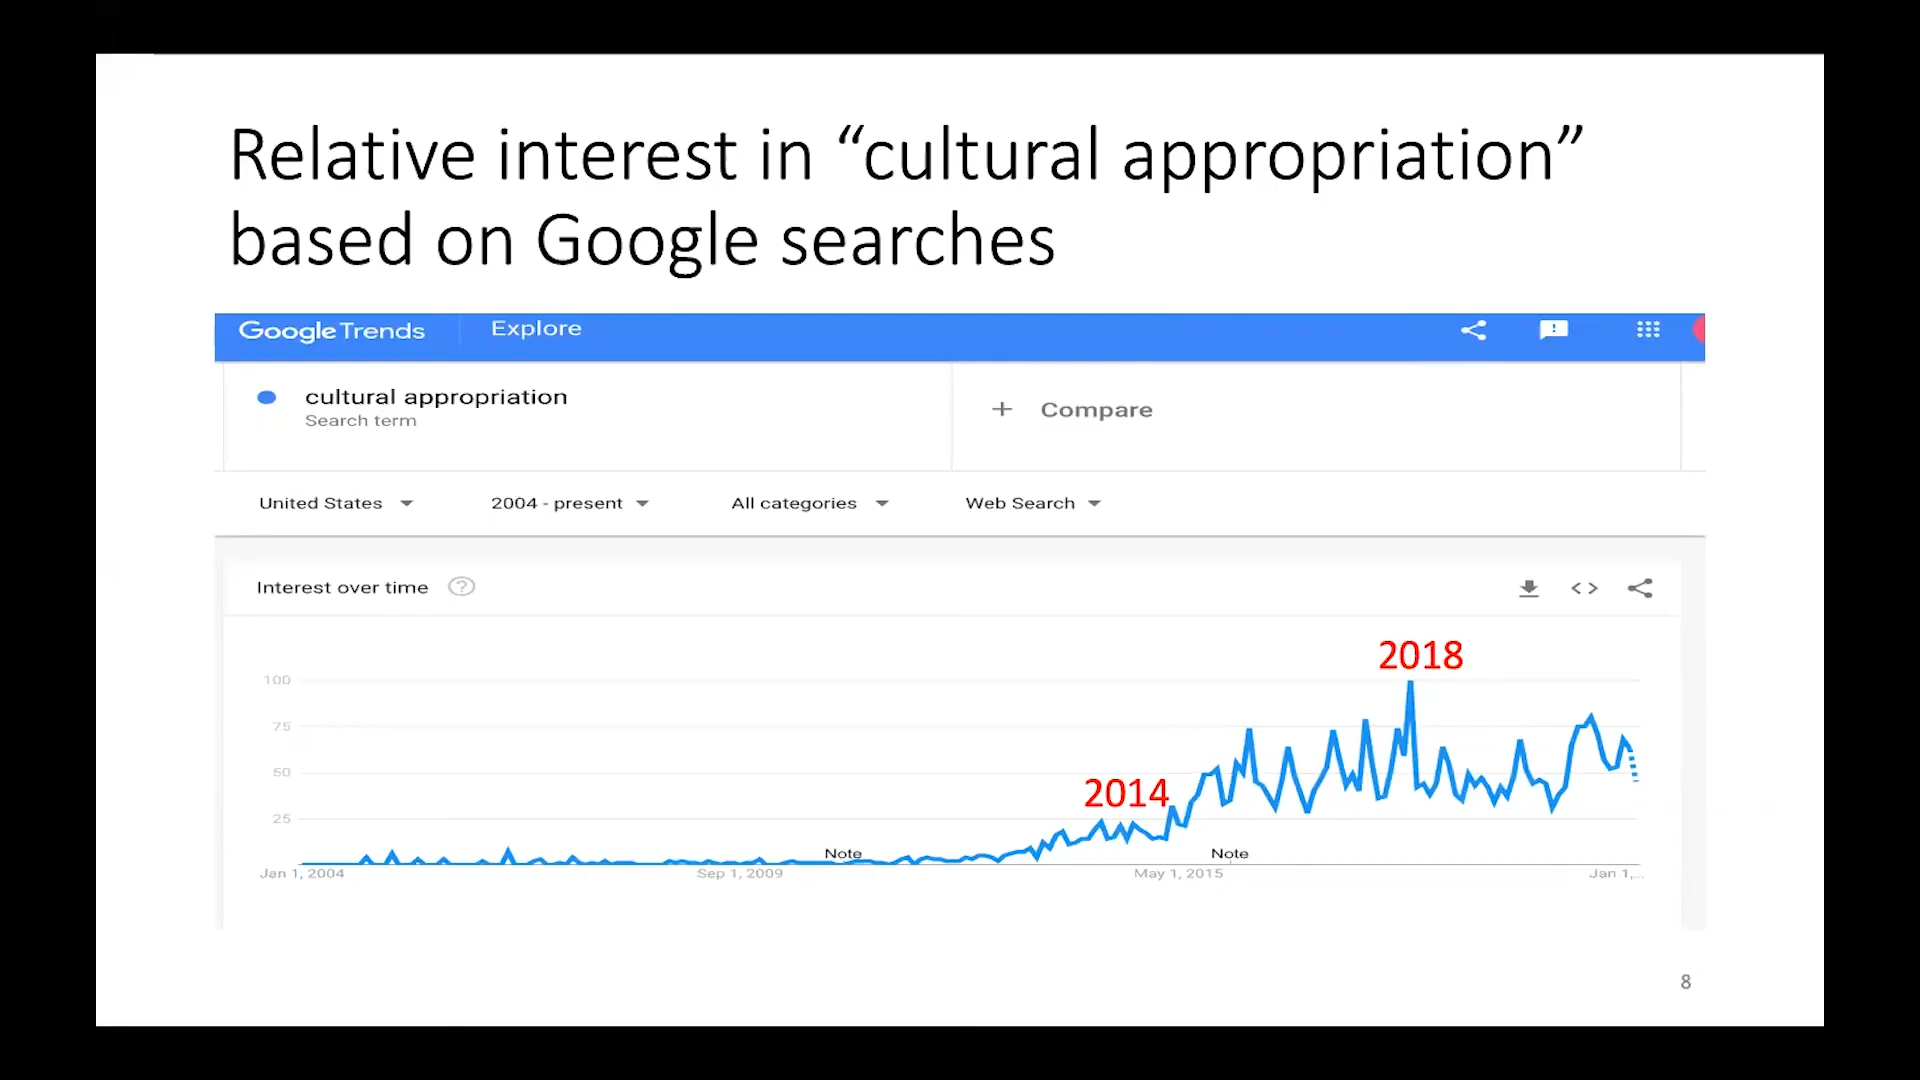 Relative interest in “cultural appropriation”
based on Google searches
Google Trends Explore
cultural appropriation
Search term
+ Compare
United States 2004 - present All categories Web Search
Interest over time ?
2018
100
75
50
2014
25
Note Note
Jan 1, 2004 Sep 1, 2009 May 1, 2015 Jan 1,...
8